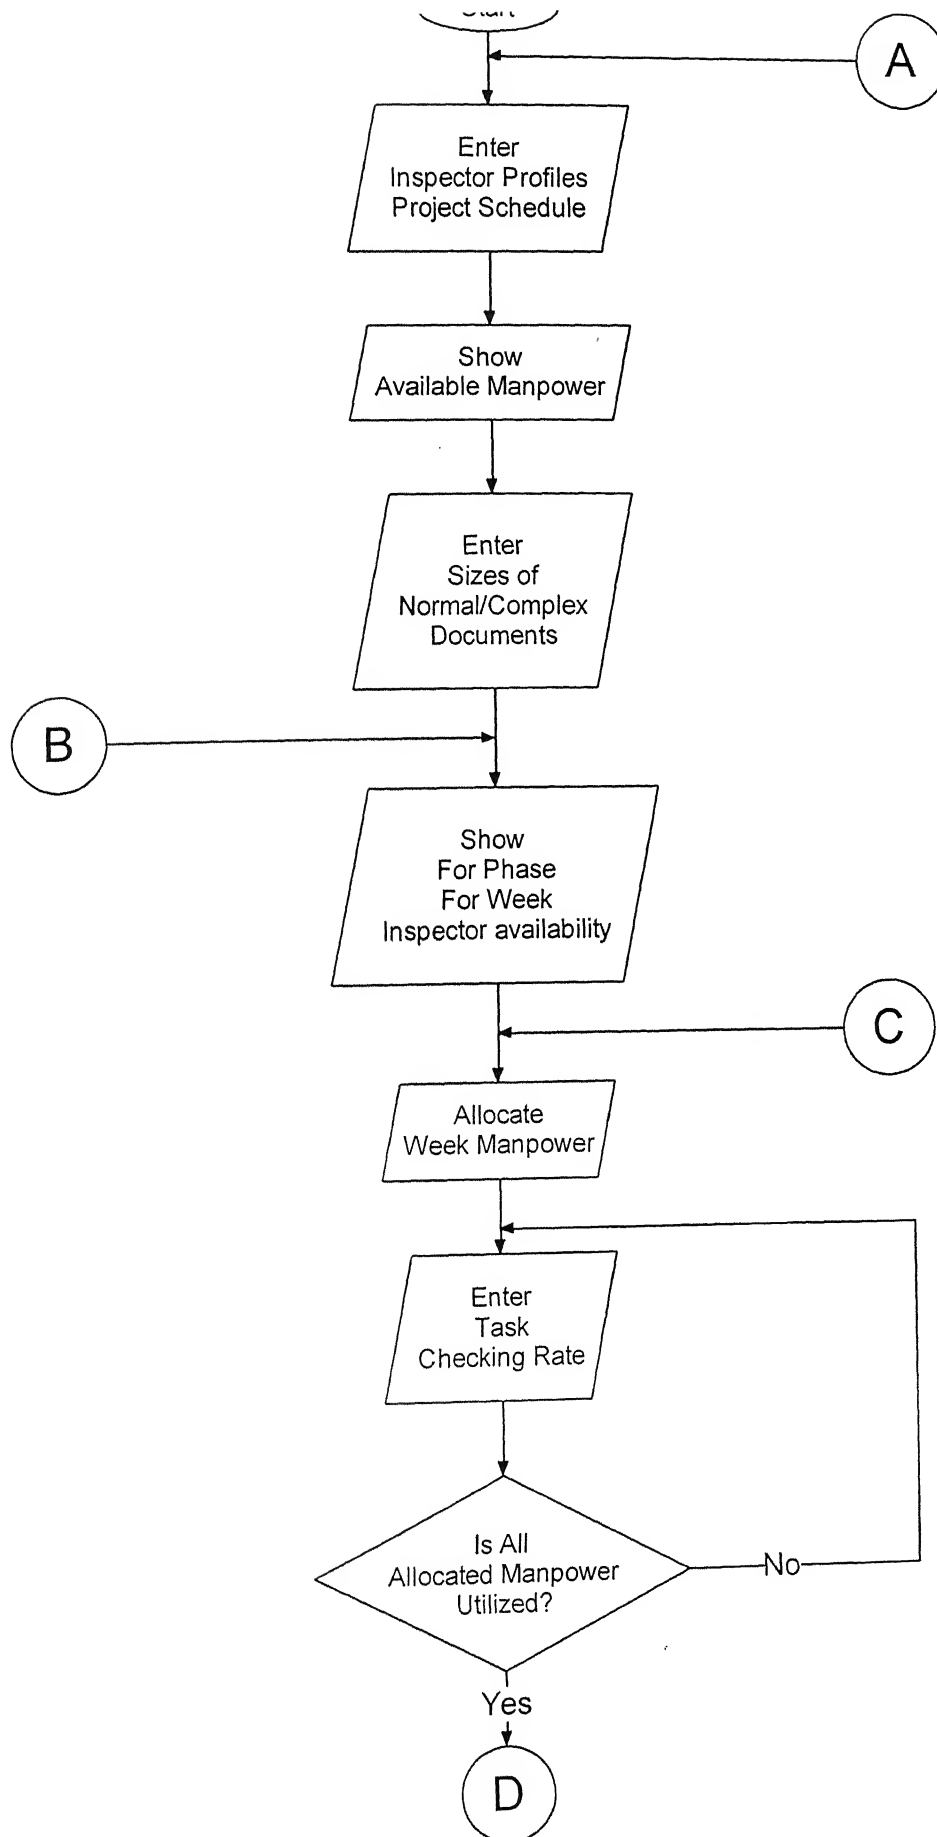 Start
A
Enter
Inspector Profiles
Project Schedule
Show
Available Manpower
Enter
Sizes of
Normal/Complex
Documents
B
Show
For Phase
For Week
Inspector availability
C
Allocate
Week Manpower
Enter
Task
Checking Rate
Is All
Allocated Manpower
Utilized?
No
Yes
D